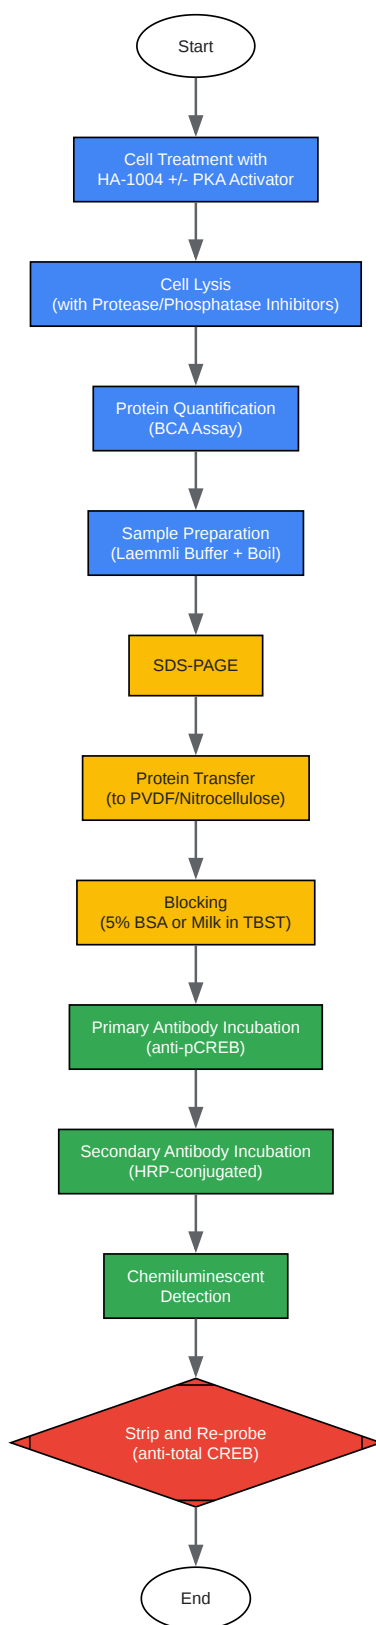 Start
Cell Treatment with
HA-1004 +/- PKA Activator
Cell Lysis
(with Protease/Phosphatase Inhibitors)
Protein Quantification
(BCA Assay)
Sample Preparation
(Laemmli Buffer + Boil)
SDS-PAGE
Protein Transfer
(to PVDF/Nitrocellulose)
Blocking
(5% BSA or Milk in TBST)
Primary Antibody Incubation
(anti-pCREB)
Secondary Antibody Incubation
(HRP-conjugated)
Chemiluminescent
Detection
Strip and Re-probe
(anti-total CREB)
End